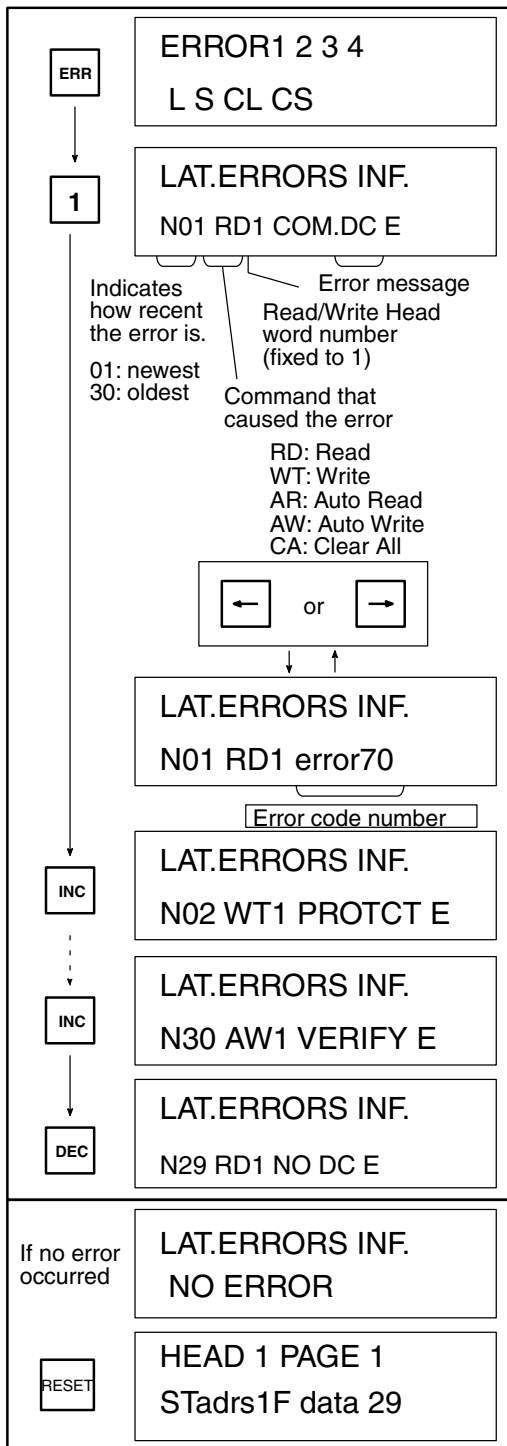 ERR
ERROR1 2 3 4
L S CL CS
1
LAT.ERRORS INF.
N01 RD1 COM.DC E
Indicates
how recent
the error is.
01: newest
30: oldest
Error message
Read/Write Head
word number
(fixed to 1)
Command that
caused the error
RD: Read
WT: Write
AR: Auto Read
AW: Auto Write
CA: Clear All
← or →
LAT.ERRORS INF.
N01 RD1 error70
Error code number
INC
LAT.ERRORS INF.
N02 WT1 PROTCT E
INC
LAT.ERRORS INF.
N30 AW1 VERIFY E
DEC
LAT.ERRORS INF.
N29 RD1 NO DC E
If no error
occurred
LAT.ERRORS INF.
NO ERROR
RESET
HEAD 1 PAGE 1
STadrs1F data 29